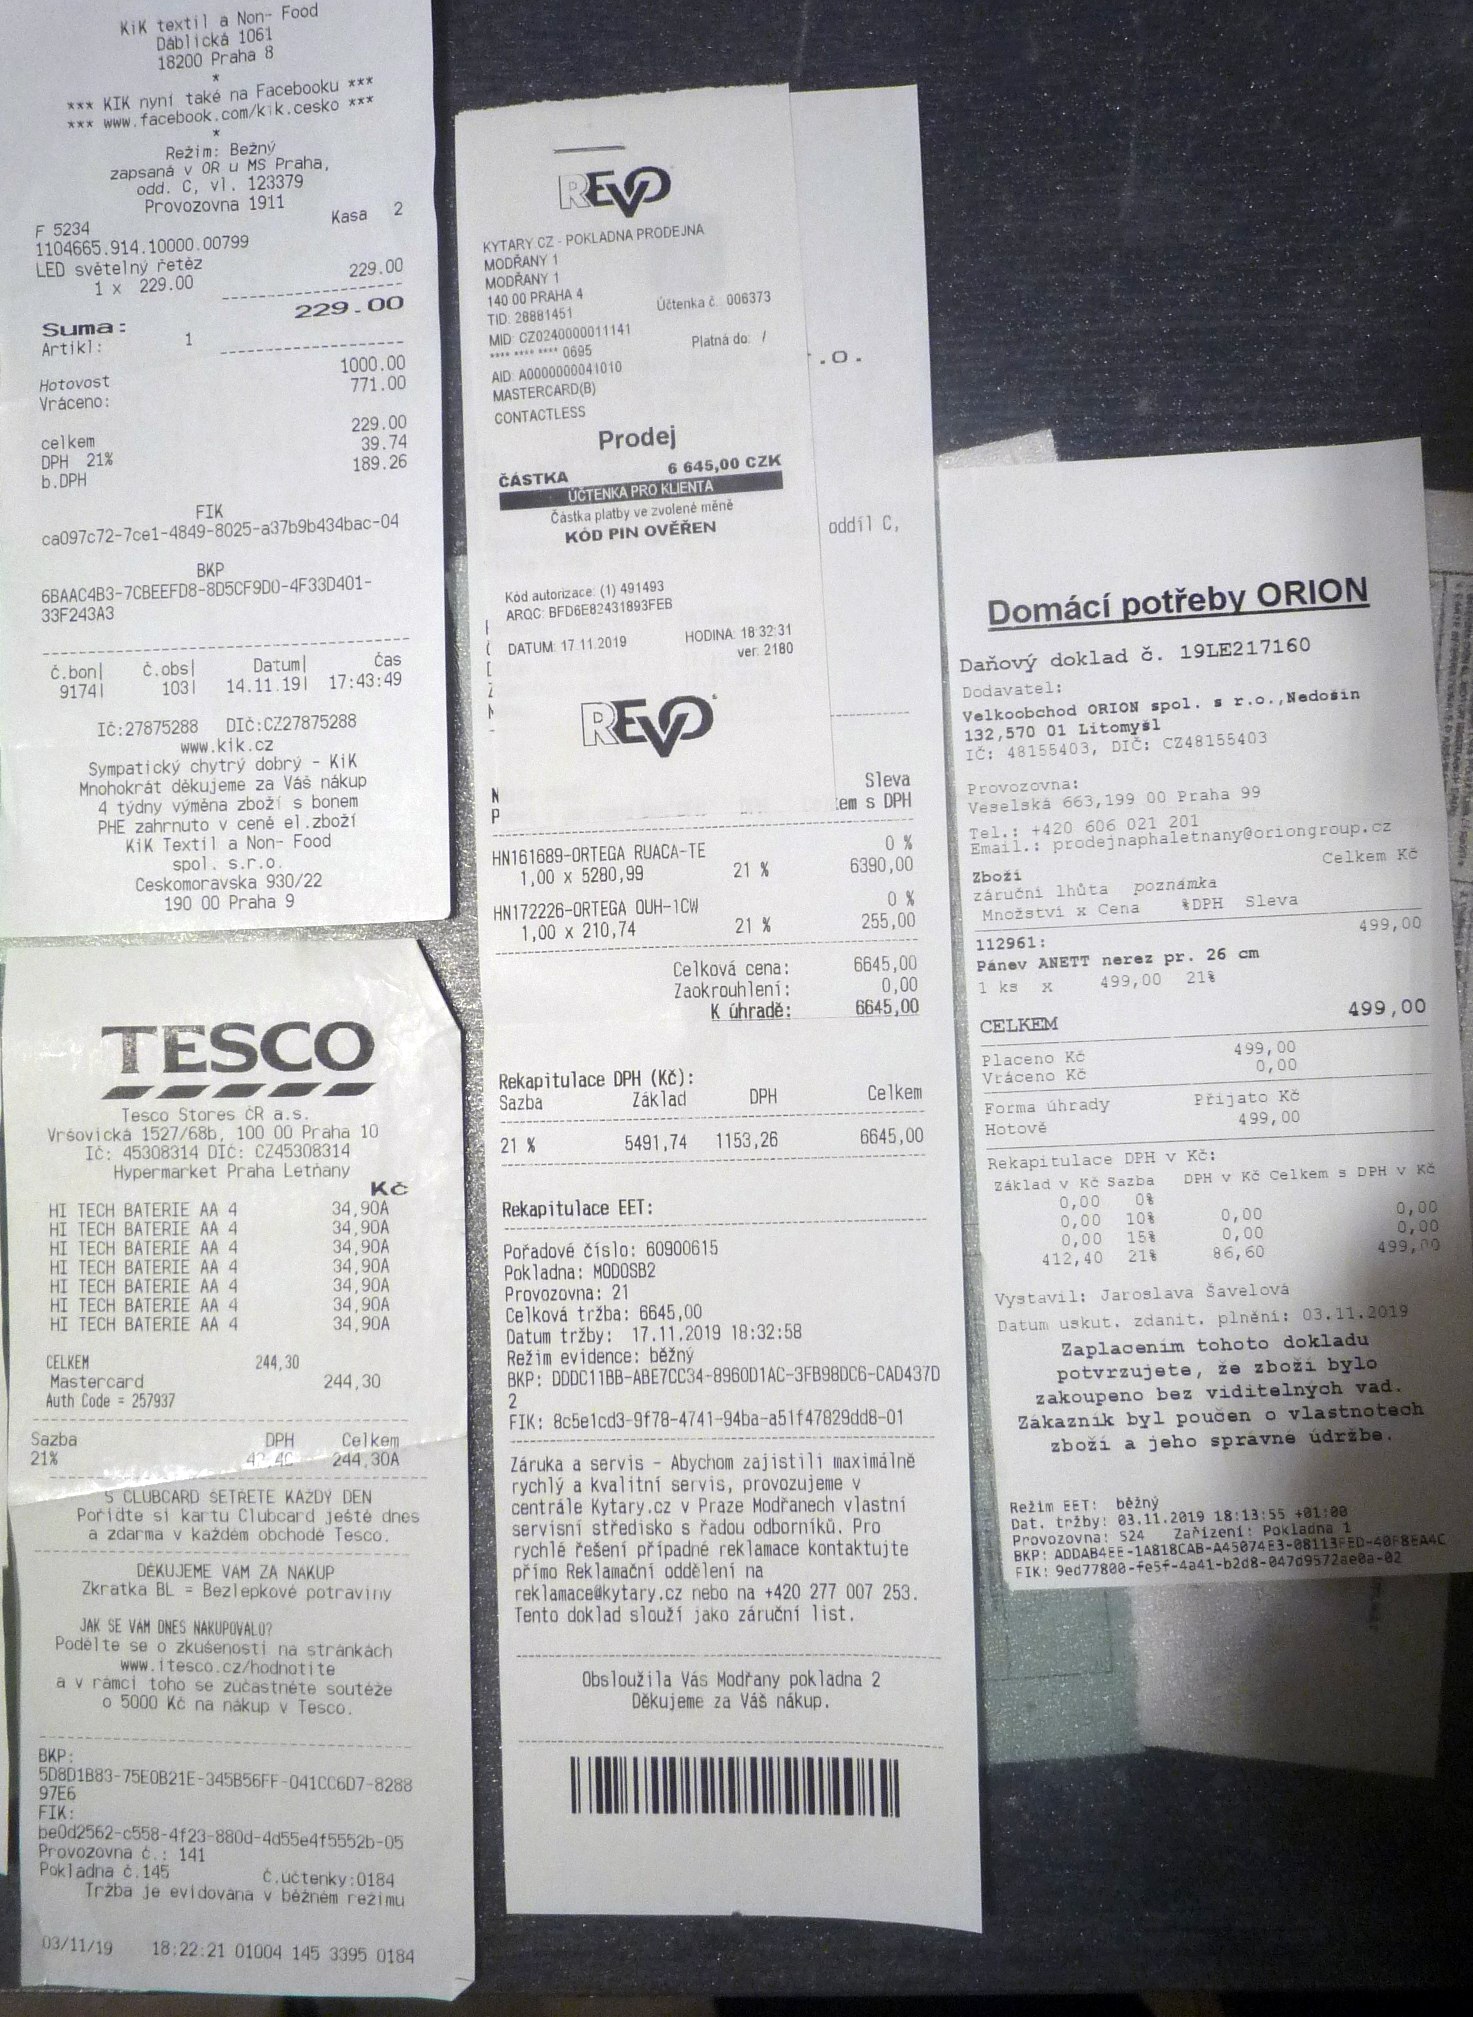 KiK textil a Non- Food
Ďáblická 1061
18200 Praha 8
*
*** KIK nyní také na Facebooku ***
*** www.facebook.com/kik.cesko ***
*
Režim: Bežný
zapsaná v OR u MS Praha,
odd. C, vl. 123379
Provozovna 1911
F 5234 Kasa 2
1104665.914.10000.00799
LED světelný řetěz
1 x 229.00 229.00
Suma: 229.00
Artikl: 1
Hotovost 1000.00
Vráceno: 771.00
celkem 229.00
DPH 21% 39.74
b.DPH 189.26
FIK
ca097c72-7ce1-4849-8025-a37b9b434bac-04
BKP
6BAAC4B3-7CBEEFD8-8D5CF9D0-4F33D401-
33F243A3
Č.bon| Č.obs| Datum| Čas
9174| 103| 14.11.19| 17:43:49
IČ:27875288 DIČ:CZ27875288
www.kik.cz
Sympatický chytrý dobrý - KiK
Mnohokrát děkujeme za Váš nákup
4 týdny výměna zboží s bonem
PHE zahrnuto v ceně el.zboží
KiK Textil a Non- Food
spol. s.r.o.
Ceskomoravska 930/22
190 00 Praha 9
TESCO
Tesco Stores ČR a.s.
Vršovická 1527/68b, 100 00 Praha 10
IČ: 45308314 DIČ: CZ45308314
Hypermarket Praha Letňany
Kč
HI TECH BATERIE AA 4 34,90A
HI TECH BATERIE AA 4 34,90A
HI TECH BATERIE AA 4 34,90A
HI TECH BATERIE AA 4 34,90A
HI TECH BATERIE AA 4 34,90A
HI TECH BATERIE AA 4 34,90A
HI TECH BATERIE AA 4 34,90A
CELKEM 244,30
Mastercard 244,30
Auth Code = 257937
Sazba DPH Celkem
21% 244,30A
S CLUBCARD ŠETŘETE KAŽDÝ DEN
Pořiďte si kartu Clubcard ještě dnes
a zdarma v každém obchodě Tesco.
DĚKUJEME VÁM ZA NÁKUP
Zkratka BL = Bezlepkové potraviny
JAK SE VÁM DNES NAKUPOVALO?
Podělte se o zkušenosti na stránkách
www.itesco.cz/hodnotite
a v rámci toho se zúčastněte soutěže
o 5000 Kč na nákup v Tesco.
BKP:
5D8D1B83-75E0B21E-345B56FF-041CC6D7-8288
97E6
FIK:
be0d2562-c558-4f23-880d-4d55e4f5552b-05
Provozovna č.: 141
Pokladna č.145 Č.účtenky:0184
Tržba je evidována v běžném režimu
03/11/19 18:22:21 01004 145 3395 0184
REVO
KYTARY CZ - POKLADNA PRODEJNA
MODŘANY 1
MODŘANY 1
140 00 PRAHA 4
TID: 28881451 Účtenka č.: 006373
MID: CZ0240000011141
**** **** **** 0695 Platná do: /
AID: A0000000041010
MASTERCARD(B)
CONTACTLESS
Prodej
ČÁSTKA 6 645,00 CZK
ÚČTENKA PRO KLIENTA
Částka platby ve zvolené měně
KÓD PIN OVĚŘEN
Kód autorizace: (1) 491493
ARQC: BFD6E82431893FEB
DATUM: 17.11.2019 HODINA: 18:32:31
ver. 2180
REVO
.o.
oddíl C,
Sleva
em s DPH
HN161689-ORTEGA RUACA-TE 0 %
1,00 x 5280,99 21 % 6390,00
HN172226-ORTEGA OUH-1CW 0 %
1,00 x 210,74 21 % 255,00
Celková cena: 6645,00
Zaokrouhlení: 0,00
K úhradě: 6645,00
Rekapitulace DPH (Kč):
Sazba Základ DPH Celkem
21 % 5491,74 1153,26 6645,00
Rekapitulace EET:
Pořadové číslo: 60900615
Pokladna: MODOSB2
Provozovna: 21
Celková tržba: 6645,00
Datum tržby: 17.11.2019 18:32:58
Režim evidence: běžný
BKP: DDDC11BB-ABE7CC34-8960D1AC-3FB98DC6-CAD437D
2
FIK: 8c5e1cd3-9f78-4741-94ba-a51f47829dd8-01
Záruka a servis - Abychom zajistili maximálně
rychlý a kvalitní servis, provozujeme v
centrále Kytary.cz v Praze Modřanech vlastní
servisní středisko s řadou odborníků. Pro
rychlé řešení případné reklamace kontaktujte
přímo Reklamační oddělení na
reklamace@kytary.cz nebo na +420 277 007 253.
Tento doklad slouží jako záruční list.
Obsloužila Vás Modřany pokladna 2
Děkujeme za Váš nákup.
Domácí potřeby ORION
Daňový doklad č. 19LE217160
Dodavatel:
Velkoobchod ORION spol. s r.o.,Nedošín
132,570 01 Litomyšl
IČ: 48155403, DIČ: CZ48155403
Provozovna:
Veselská 663,199 00 Praha 99
Tel.: +420 606 021 201
Email.: prodejnaphaletnany@oriongroup.cz
Zboží Celkem Kč
záruční lhůta poznámka
Množství x Cena %DPH Sleva
112961: 499,00
Pánev ANETT nerez pr. 26 cm
1 ks x 499,00 21%
CELKEM 499,00
Placeno Kč 499,00
Vráceno Kč 0,00
Forma úhrady Přijato Kč
Hotově 499,00
Rekapitulace DPH v Kč:
Základ v Kč Sazba DPH v Kč Celkem s DPH v Kč
0,00 0%
0,00 10% 0,00 0,00
0,00 15% 0,00 0,00
412,40 21% 86,60 499,00
Vystavil: Jaroslava Šavelová
Datum uskut. zdanit. plnění: 03.11.2019
Zaplacením tohoto dokladu
potvrzujete, že zboží bylo
zakoupeno bez viditelných vad.
Zákazník byl poučen o vlastnotech
zboží a jeho správné údržbe.
Režim EET: běžný
Dat. tržby: 03.11.2019 18:13:55 +01:00
Provozovna: 524 Zařízení: Pokladna 1
BKP: ADDAB4EE-1A818CAB-A45074E3-08113FED-40F8EA4C
FIK: 9ed77800-fe5f-4a41-b2d8-047d9572ae0a-02